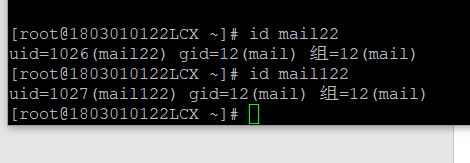 [root@1803010122LCX ~]# id mail22
uid=1026(mail22) gid=12(mail) 组=12(mail)
[root@1803010122LCX ~]# id mail122
uid=1027(mail122) gid=12(mail) 组=12(mail)
[root@1803010122LCX ~]#